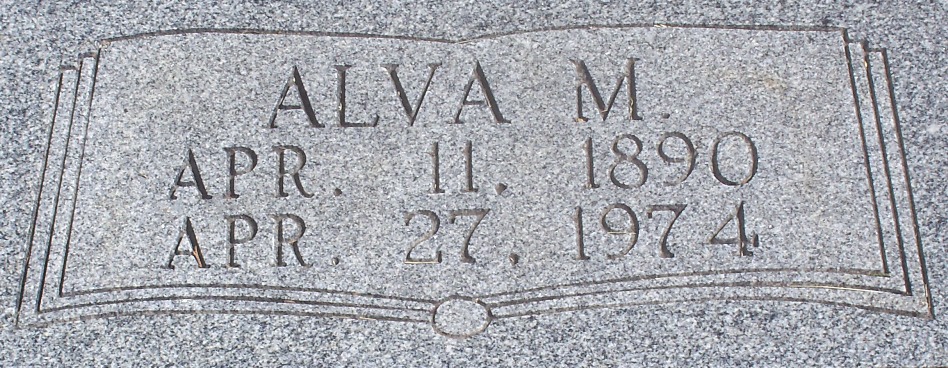 ALVA M.
APR. 11, 1890
APR. 27, 1974